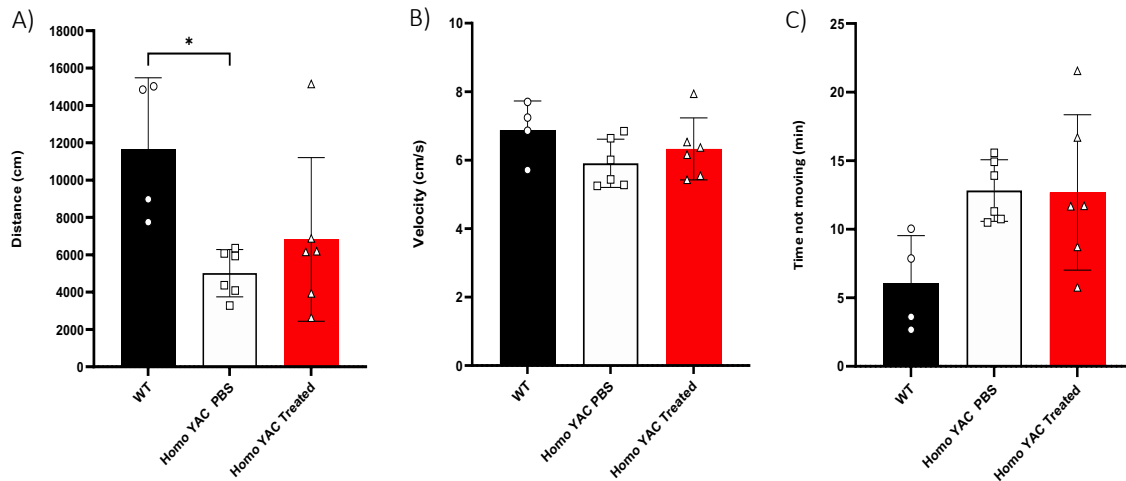 A)
18000
16000
14000
12000
10000
8000
6000
4000
2000
0
Distance (cm)
*
WT
Homo YAC PBS
Homo YAC Treated
B)
10
8
6
4
2
0
Velocity (cm/s)
WT
Homo YAC PBS
Homo YAC Treated
C)
25
20
15
10
5
0
Time not moving (min)
WT
Homo YAC PBS
Homo YAC Treated